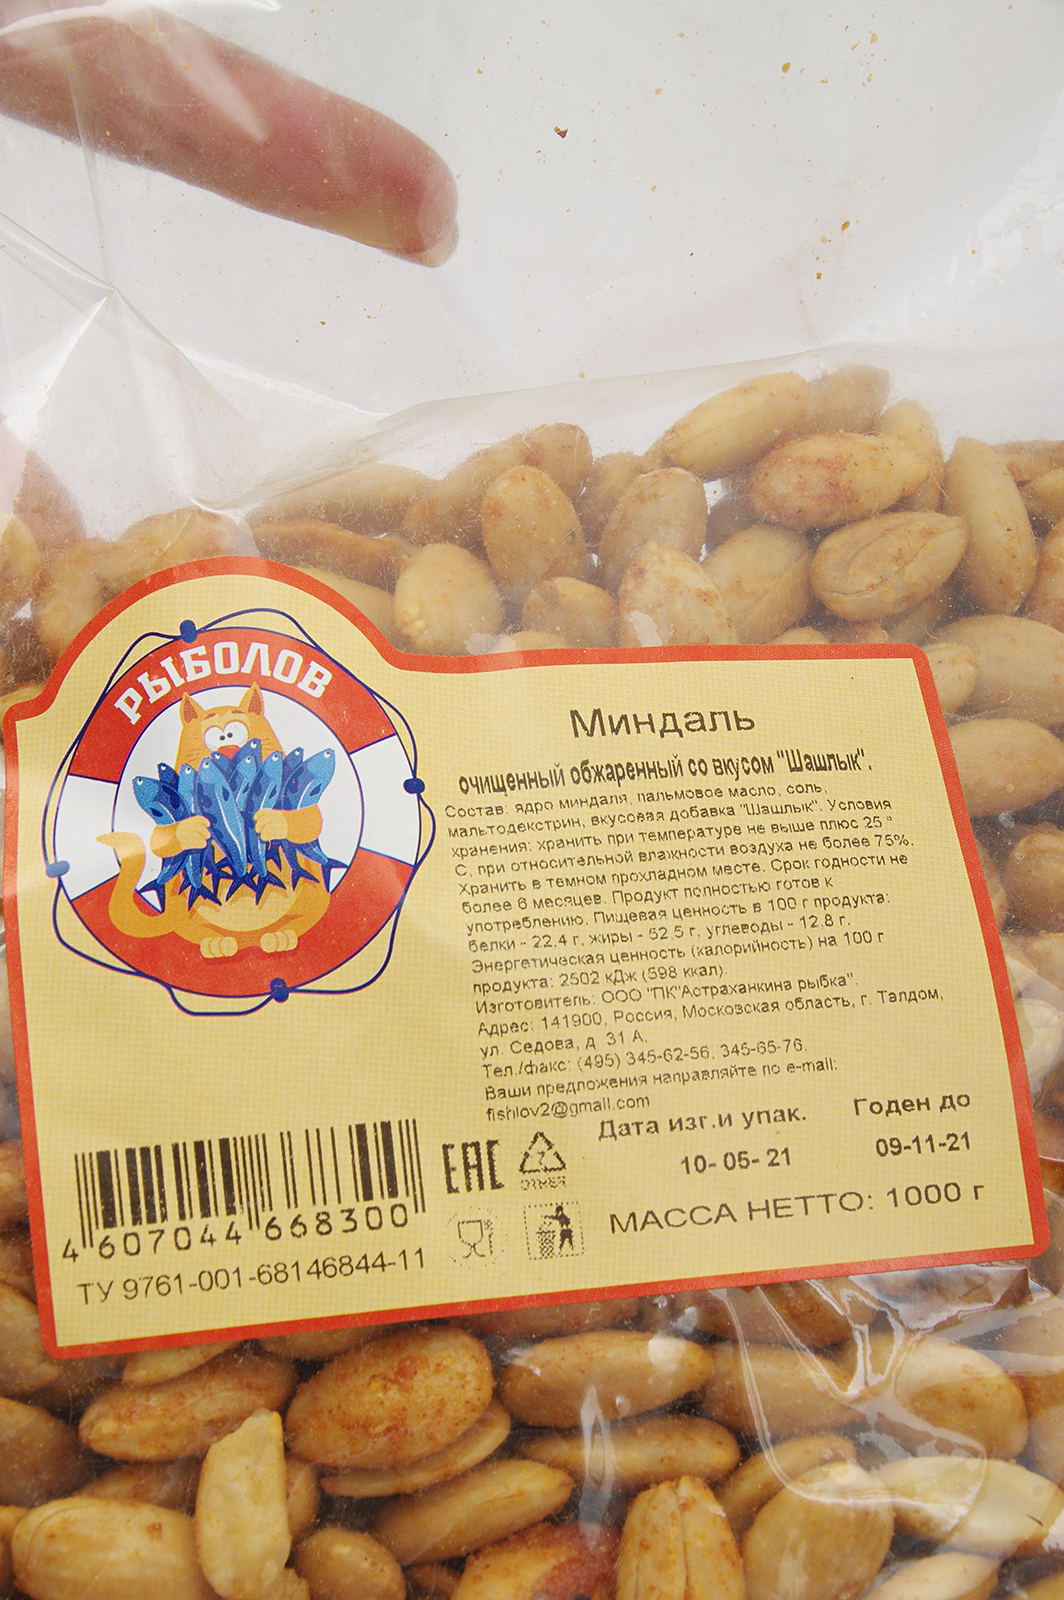 РЫБОЛОВ
Миндаль
очищенный обжаренный со вкусом "Шашлык".
Состав: ядро миндаля, пальмовое масло, соль,
мальтодекстрин, вкусовая добавка "Шашлык". Условия
хранения: хранить при температуре не выше плюс 25 °
С, при относительной влажности воздуха не более 75%.
Хранить в темном прохладном месте. Срок годности не
более 6 месяцев. Продукт полностью готов к
употреблению. Пищевая ценность в 100 г продукта:
белки - 22,4 г, жиры - 52,5 г, углеводы - 12,8 г.
Энергетическая ценность (калорийность) на 100 г
продукта: 2502 кДж (598 ккал).
Изготовитель: ООО "ПК"Астраханкина рыбка".
Адрес: 141900, Россия, Московская область, г. Талдом,
ул. Седова, д. 31 А.
Тел./факс: (495) 345-62-56, 345-65-76.
Ваши предложения направляйте по e-mail:
fishlov2@gmail.com
Дата изг.и упак. Годен до
10- 05- 21 09-11-21
МАССА НЕТТО: 1000 г
EAC
7
4 607044 668300
ТУ 9761-001-68146844-11